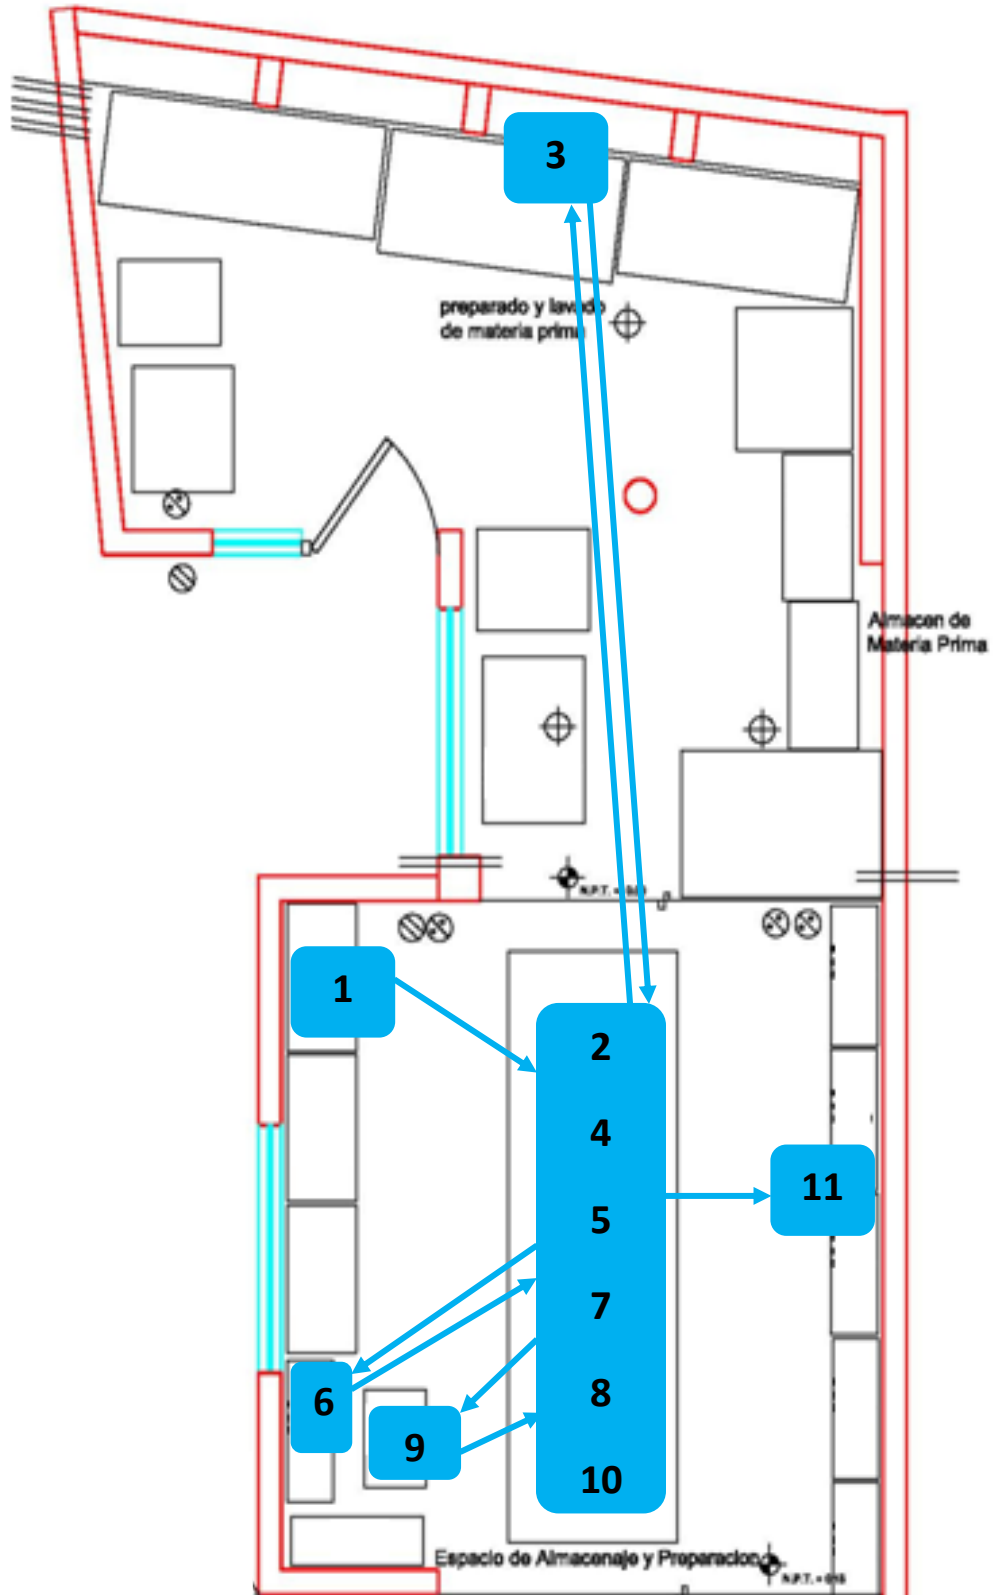 3
preparado y lavado
de materia prima
Almacen de
Materia Prima
N.P.T. =
1
2
4
5
7
8
10
11
6
9
Espacio de Almacenaje y Preparacion
N.P.T. =